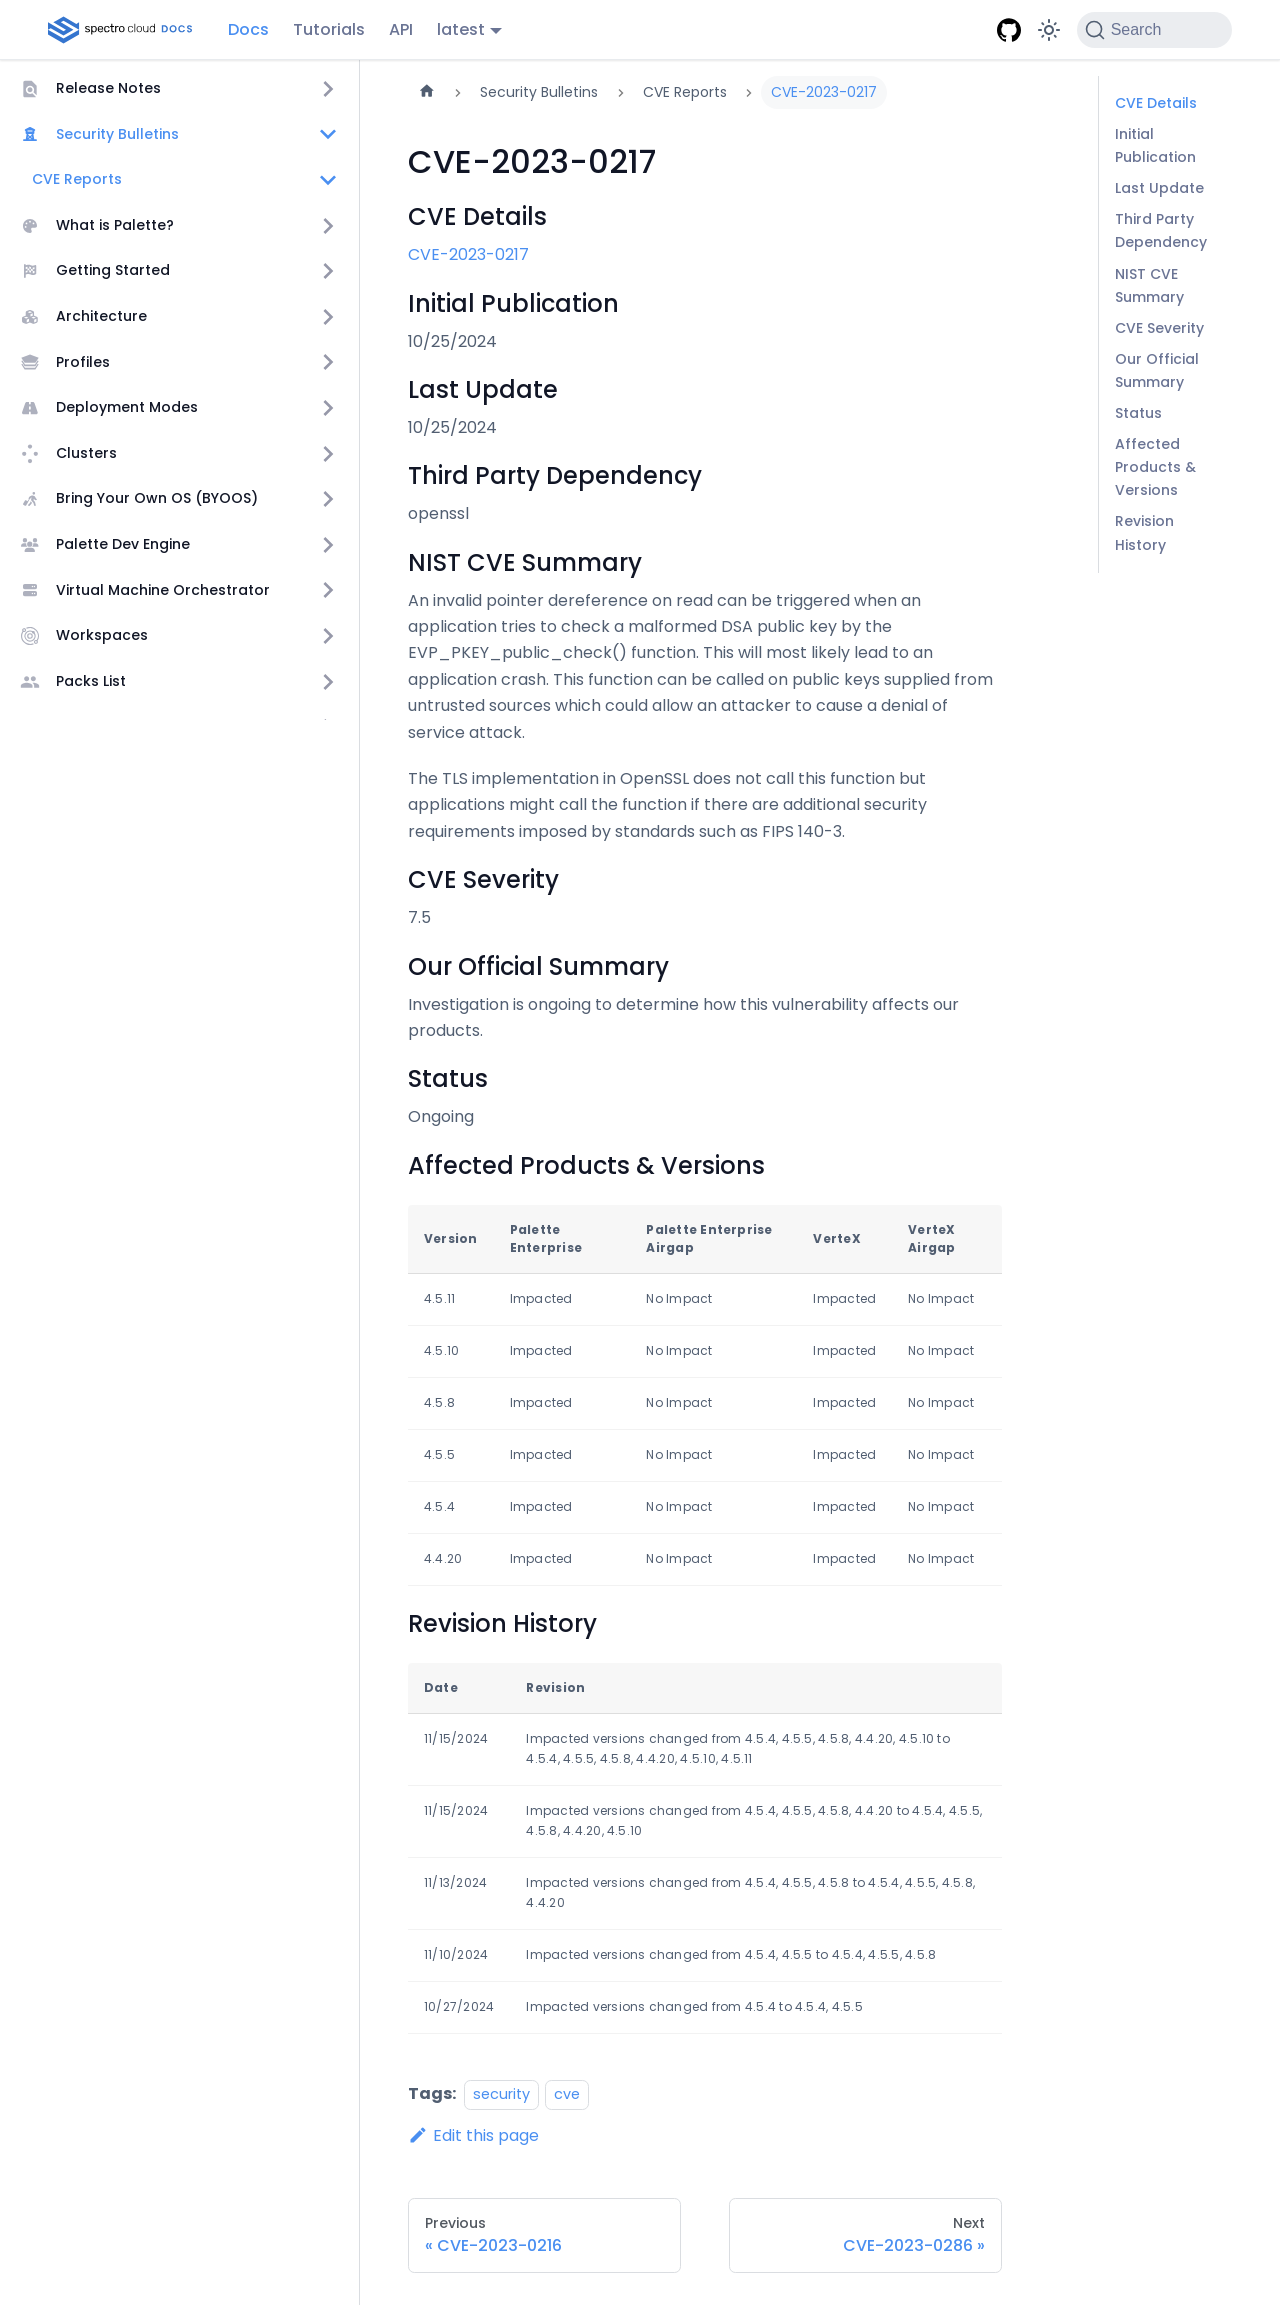 spectro cloud DOCS Docs Tutorials API latest Search
Release Notes
Security Bulletins
CVE Reports
What is Palette?
Getting Started
Architecture
Profiles
Deployment Modes
Clusters
Bring Your Own OS (BYOOS)
Palette Dev Engine
Virtual Machine Orchestrator
Workspaces
Packs List
Security Bulletins CVE Reports CVE-2023-0217
CVE-2023-0217
CVE Details
CVE-2023-0217
Initial Publication
10/25/2024
Last Update
10/25/2024
Third Party Dependency
openssl
NIST CVE Summary
An invalid pointer dereference on read can be triggered when an
application tries to check a malformed DSA public key by the
EVP_PKEY_public_check() function. This will most likely lead to an
application crash. This function can be called on public keys supplied from
untrusted sources which could allow an attacker to cause a denial of
service attack.
The TLS implementation in OpenSSL does not call this function but
applications might call the function if there are additional security
requirements imposed by standards such as FIPS 140-3.
CVE Severity
7.5
Our Official Summary
Investigation is ongoing to determine how this vulnerability affects our
products.
Status
Ongoing
Affected Products & Versions
Version Palette Enterprise Palette Enterprise Airgap VerteX VerteX Airgap
4.5.11 Impacted No Impact Impacted No Impact
4.5.10 Impacted No Impact Impacted No Impact
4.5.8 Impacted No Impact Impacted No Impact
4.5.5 Impacted No Impact Impacted No Impact
4.5.4 Impacted No Impact Impacted No Impact
4.4.20 Impacted No Impact Impacted No Impact
Revision History
Date Revision
11/15/2024 Impacted versions changed from 4.5.4, 4.5.5, 4.5.8, 4.4.20, 4.5.10 to
4.5.4, 4.5.5, 4.5.8, 4.4.20, 4.5.10, 4.5.11
11/15/2024 Impacted versions changed from 4.5.4, 4.5.5, 4.5.8, 4.4.20 to 4.5.4, 4.5.5,
4.5.8, 4.4.20, 4.5.10
11/13/2024 Impacted versions changed from 4.5.4, 4.5.5, 4.5.8 to 4.5.4, 4.5.5, 4.5.8,
4.4.20
11/10/2024 Impacted versions changed from 4.5.4, 4.5.5 to 4.5.4, 4.5.5, 4.5.8
10/27/2024 Impacted versions changed from 4.5.4 to 4.5.4, 4.5.5
Tags: security cve
Edit this page
Previous
« CVE-2023-0216
Next
CVE-2023-0286 »
CVE Details
Initial
Publication
Last Update
Third Party
Dependency
NIST CVE
Summary
CVE Severity
Our Official
Summary
Status
Affected
Products &
Versions
Revision
History